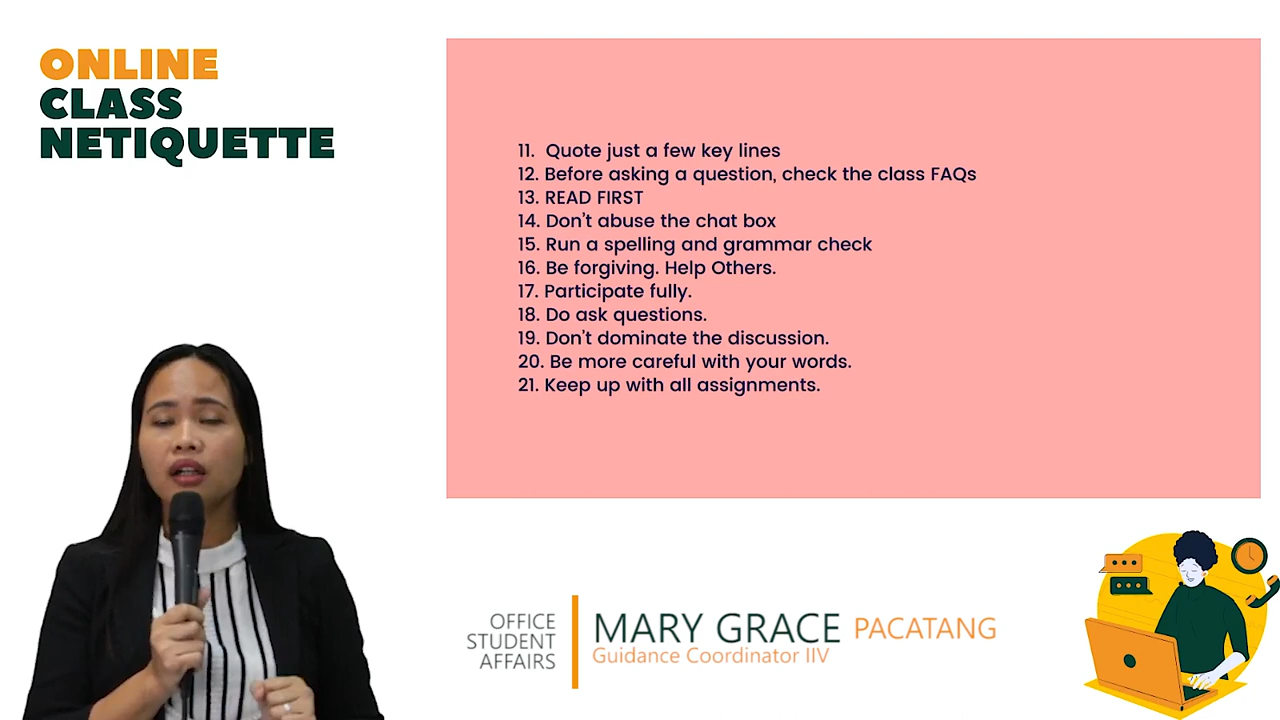 ONLINE
CLASS
NETIQUETTE
11. Quote just a few key lines
12. Before asking a question, check the class FAQs
13. READ FIRST
14. Don't abuse the chat box
15. Run a spelling and grammar check
16. Be forgiving. Help Others.
17. Participate fully.
18. Do ask questions.
19. Don't dominate the discussion.
20. Be more careful with your words.
21. Keep up with all assignments.
OFFICE
STUDENT
AFFAIRS
MARY GRACE PACATANG
Guidance Coordinator IIV